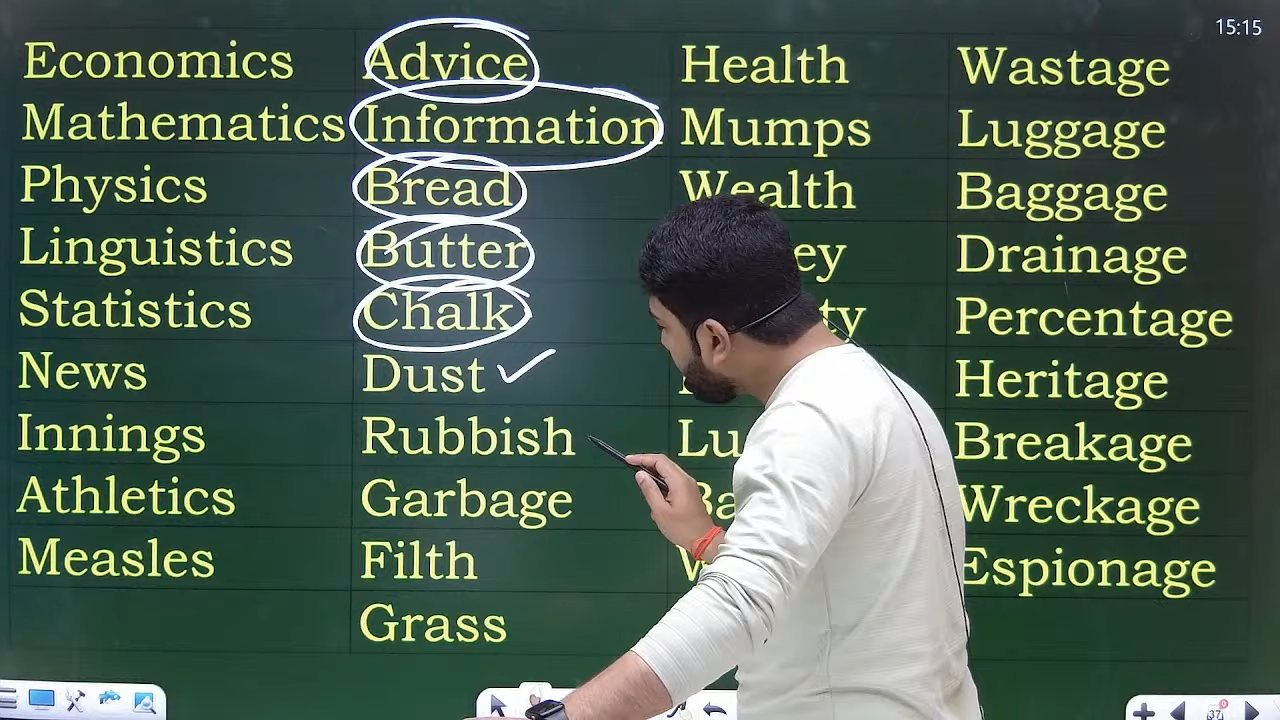 15:15
Economics Advice Health Wastage
Mathematics Information Mumps Luggage
Physics Bread Wealth Baggage
Linguistics Butter Drainage
Statistics Chalk Percentage
News Dust Heritage
Innings Rubbish Breakage
Athletics Garbage Wreckage
Measles Filth Espionage
Grass
37